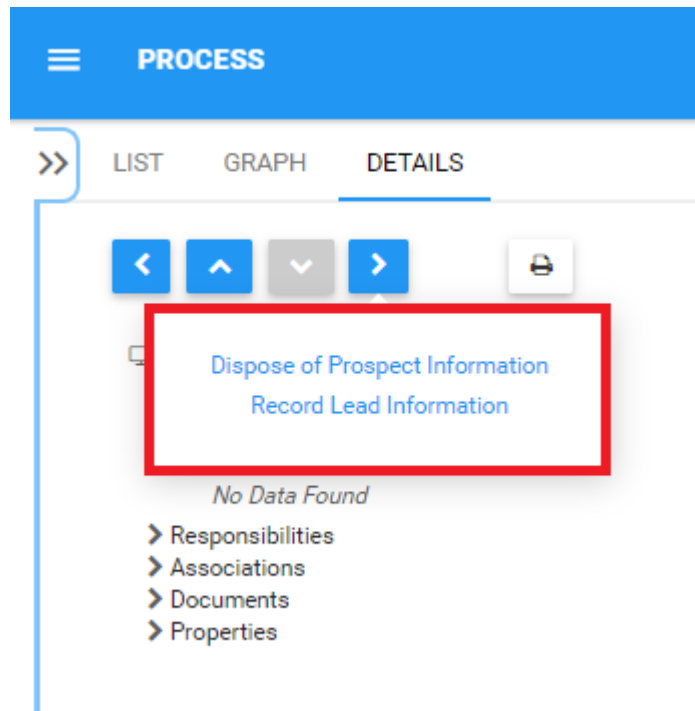 PROCESS
LIST GRAPH DETAILS
Dispose of Prospect Information
Record Lead Information
No Data Found
Responsibilities
Associations
Documents
Properties